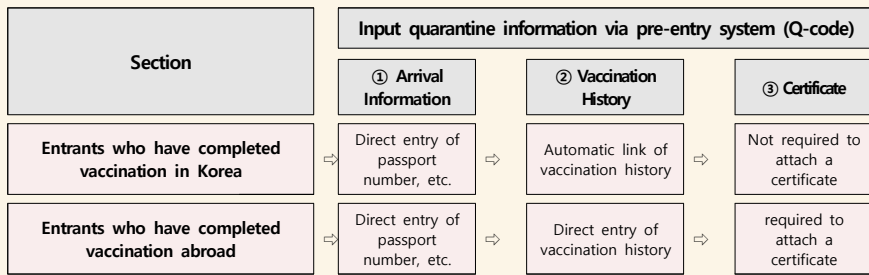 Section
Input quarantine information via pre-entry system (Q-code)
① Arrival
Information
② Vaccination
History
③ Certificate
Entrants who have completed
vaccination in Korea
⇨
Direct entry of
passport
number, etc.
⇨
Automatic link of
vaccination history
⇨
Not required to
attach a
certificate
Entrants who have completed
vaccination abroad
⇨
Direct entry of
passport
number, etc.
⇨
Direct entry of
vaccination history
⇨
required to
attach a
certificate